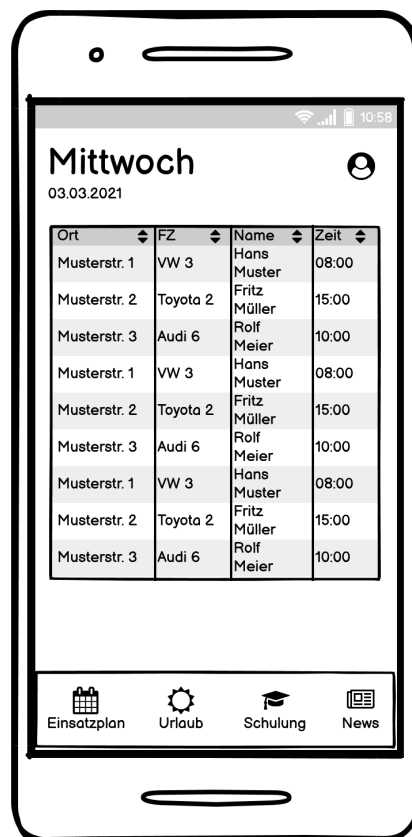 10:58
Mittwoch
03.03.2021
Ort FZ Name Zeit
Musterstr. 1 VW 3 Hans Muster 08:00
Musterstr. 2 Toyota 2 Fritz Müller 15:00
Musterstr. 3 Audi 6 Rolf Meier 10:00
Musterstr. 1 VW 3 Hans Muster 08:00
Musterstr. 2 Toyota 2 Fritz Müller 15:00
Musterstr. 3 Audi 6 Rolf Meier 10:00
Musterstr. 1 VW 3 Hans Muster 08:00
Musterstr. 2 Toyota 2 Fritz Müller 15:00
Musterstr. 3 Audi 6 Rolf Meier 10:00
Einsatzplan Urlaub Schulung News